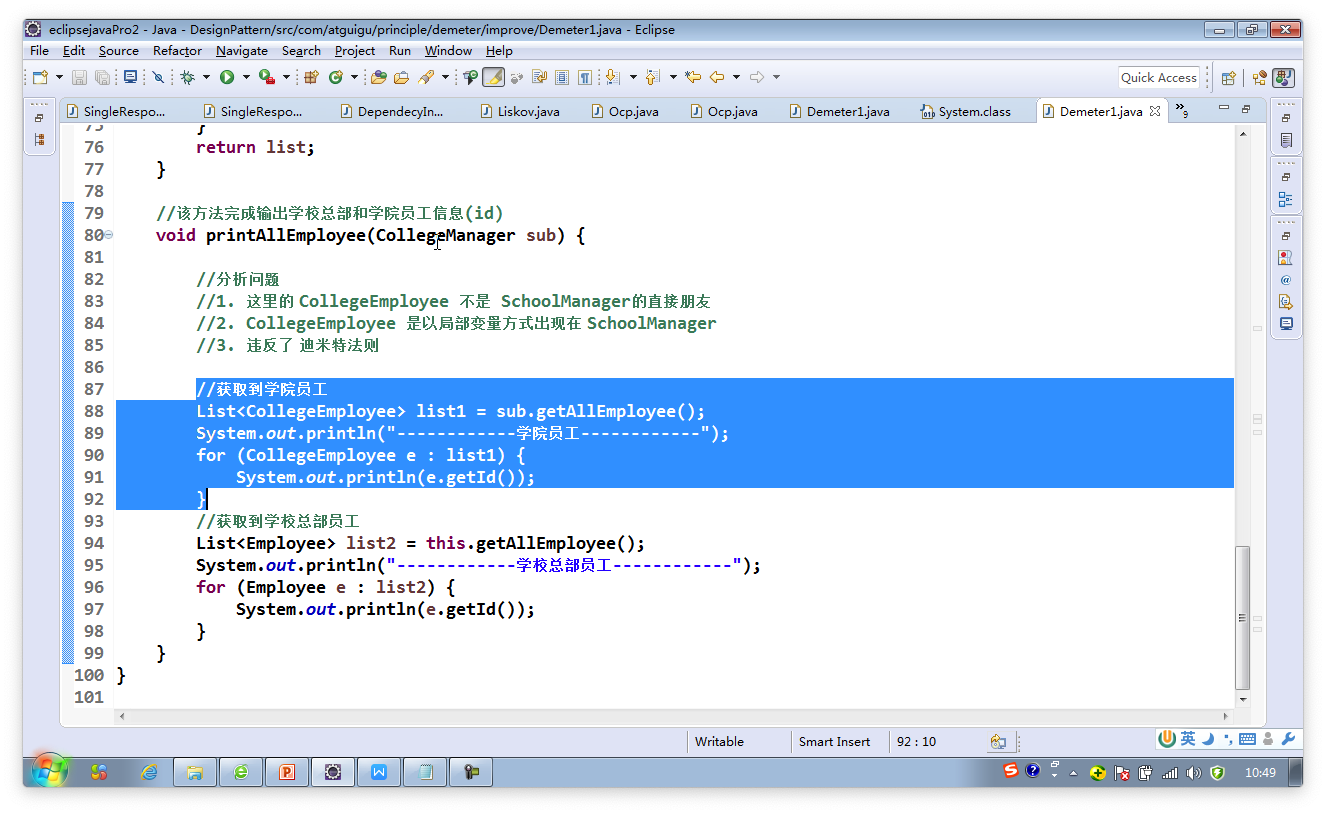 eclipsejavaPro2 - Java - DesignPattern/src/com/atguigu/principle/demeter/improve/Demeter1.java - Eclipse
File Edit Source Refactor Navigate Search Project Run Window Help
Quick Access
SingleRespo... SingleRespo... DependecyIn... Liskov.java Ocp.java Ocp.java Demeter1.java System.class Demeter1.java »9
75 }
76 return list;
77 }
78
79 //该方法完成输出学校总部和学院员工信息(id)
80 void printAllEmployee(CollegeManager sub) {
81
82 //分析问题
83 //1. 这里的 CollegeEmployee 不是 SchoolManager的直接朋友
84 //2. CollegeEmployee 是以局部变量方式出现在 SchoolManager
85 //3. 违反了 迪米特法则
86
87 //获取到学院员工
88 List<CollegeEmployee> list1 = sub.getAllEmployee();
89 System.out.println("------------学院员工------------");
90 for (CollegeEmployee e : list1) {
91 System.out.println(e.getId());
92 }
93 //获取到学校总部员工
94 List<Employee> list2 = this.getAllEmployee();
95 System.out.println("------------学校总部员工------------");
96 for (Employee e : list2) {
97 System.out.println(e.getId());
98 }
99 }
100 }
101
Writable Smart Insert 92 : 10
英
10:49